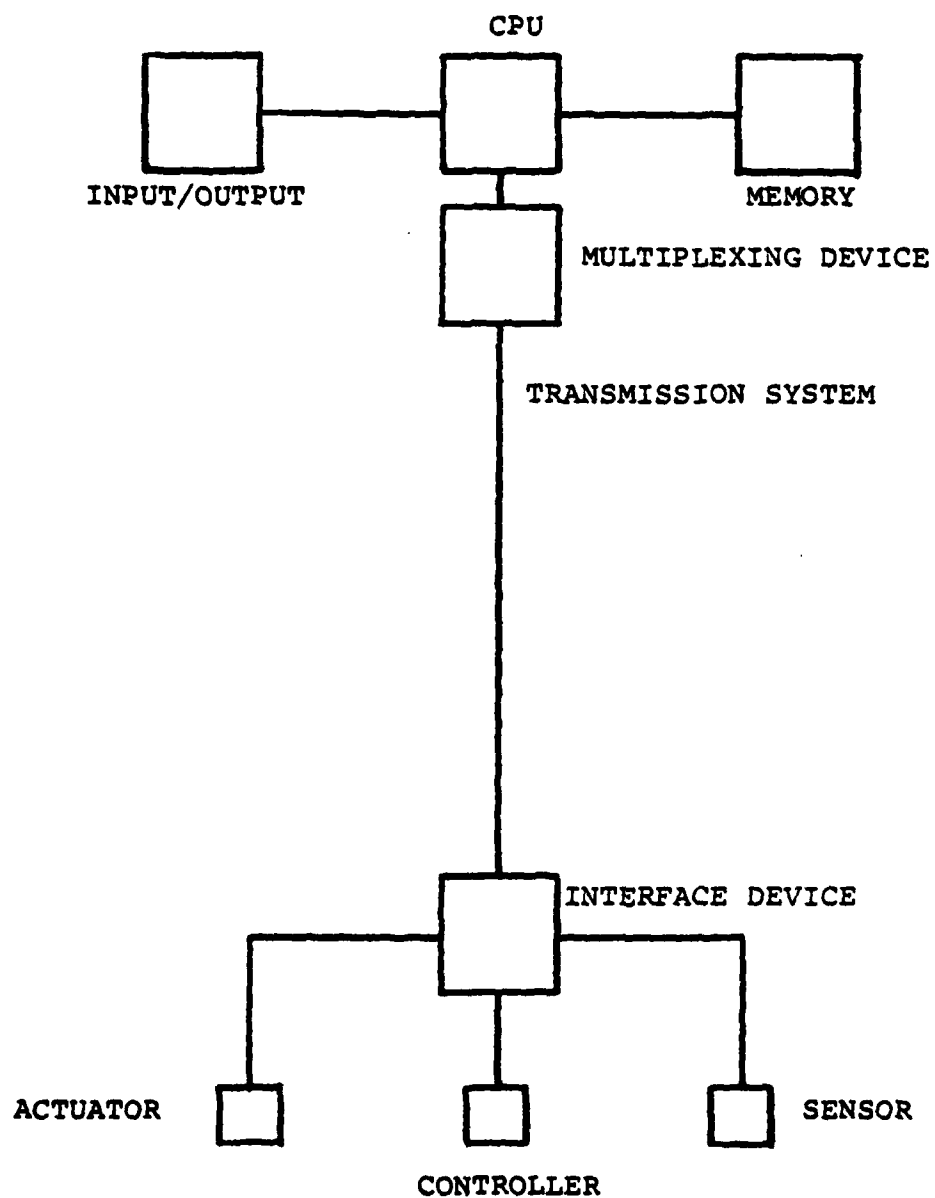 CPU
INPUT/OUTPUT
MEMORY
MULTIPLEXING DEVICE
TRANSMISSION SYSTEM
INTERFACE DEVICE
ACTUATOR
SENSOR
CONTROLLER